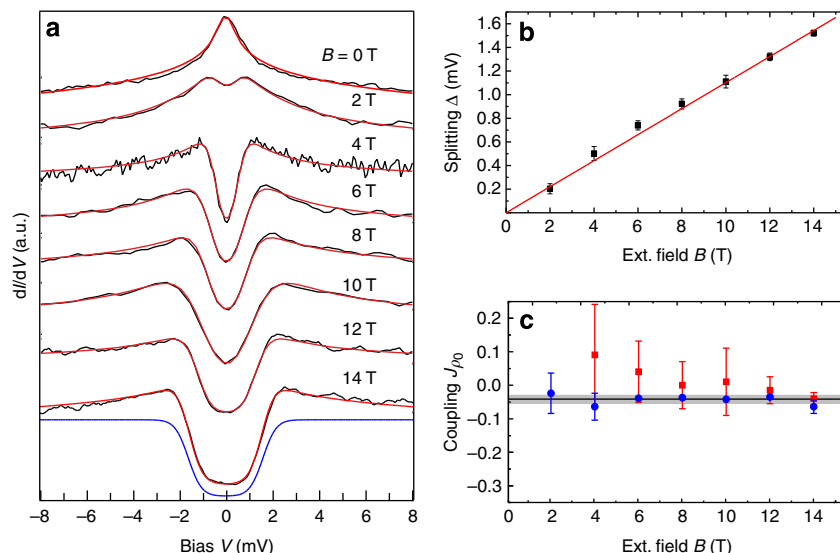 a
B = 0 T
2 T
4 T
6 T
8 T
10 T
12 T
14 T
dI/dV (a.u.)
−8 −6 −4 −2 0 2 4 6 8
Bias V (mV)
b
1.6
1.4
1.2
1.0
0.8
0.6
0.4
0.2
Splitting Δ (mV)
0 2 4 6 8 10 12 14
Ext. field B (T)
c
0.2
0.1
0.0
−0.1
−0.2
−0.3
Coupling Jρ0
0 2 4 6 8 10 12 14
Ext. field B (T)